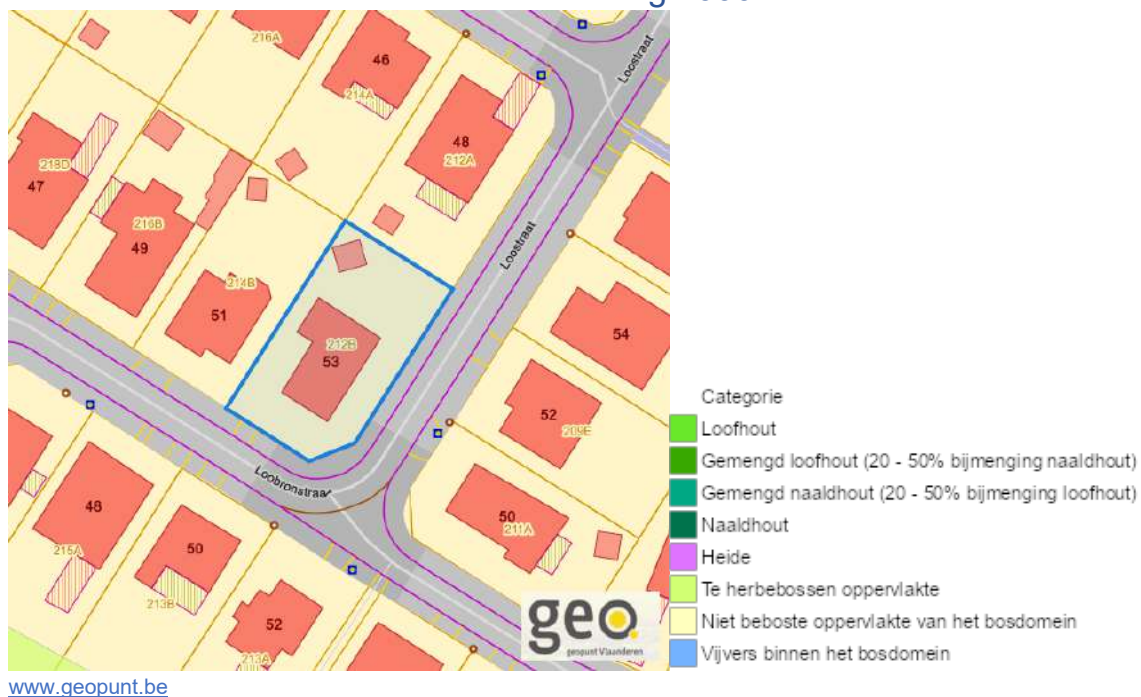 216A
46
214A
Loostraat
48
212A
218D
47
216B
49
Loostraat
214B
51
212B
53
54
52
209E
Categorie
Loofhout
Gemengd loofhout (20 - 50% bijmenging naaldhout)
Gemengd naaldhout (20 - 50% bijmenging loofhout)
Naaldhout
Heide
Te herbebossen oppervlakte
Niet beboste oppervlakte van het bosdomein
Vijvers binnen het bosdomein
Loobronstraat
48
215A
50
213B
50
211A
52
213A
geo
geopunt Vlaanderen
www.geopunt.be